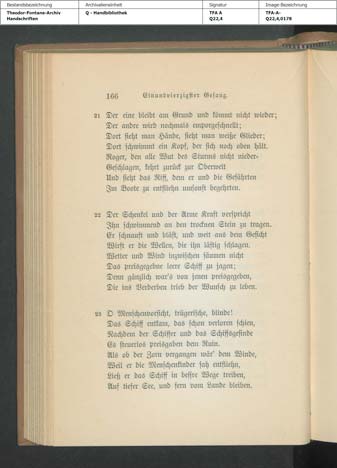 Bestandsbezeichnung Archivalieneinheit Signatur Image-Bezeichnung
Theodor-Fontane-Archiv Q - Handbibliothek TFA A TFA-A-
Handschriften Q22,4 Q22,4,0178
166 Einundvierzigster Gesang.
21 Der eine bleibt am Grund und kömmt nicht wieder;
Der andre wird nochmals emporgeschnellt;
Dort sieht man Hände, sieht man weiße Glieder;
Dort schwimmt ein Kopf, der sich noch oben hält.
Roger, den alle Wut des Sturms nicht nieder-
Geschlagen, kehrt zurück zur Oberwelt
Und sieht das Riff, dem er und die Gefährten
Im Boote zu entfliehn umsonst begehrten.
22 Der Schenkel und der Arme Kraft verspricht
Ihn schwimmend an den trocknen Stein zu tragen.
Er schnauft und bläst, und weit aus dem Gesicht
Wirft er die Wellen, die ihn lästig schlagen.
Wetter und Wind inzwischen säumen nicht
Das preisgegebne leere Schiff zu jagen;
Denn gänzlich war's von jenen preisgegeben,
Die ins Verderben trieb der Wunsch zu leben.
23 O Menschenvorsicht, trügerische, blinde!
Das Schiff entkam, das schon verloren schien,
Nachdem der Schiffer und das Schiffsgesinde
Es steuerlos preisgaben dem Ruin.
Als ob der Zorn vergangen wär' dem Winde,
Weil er die Menschenkinder sah entfliehn,
Ließ er das Schiff in beßre Wege treiben,
Auf tiefer See, und fern vom Lande bleiben.